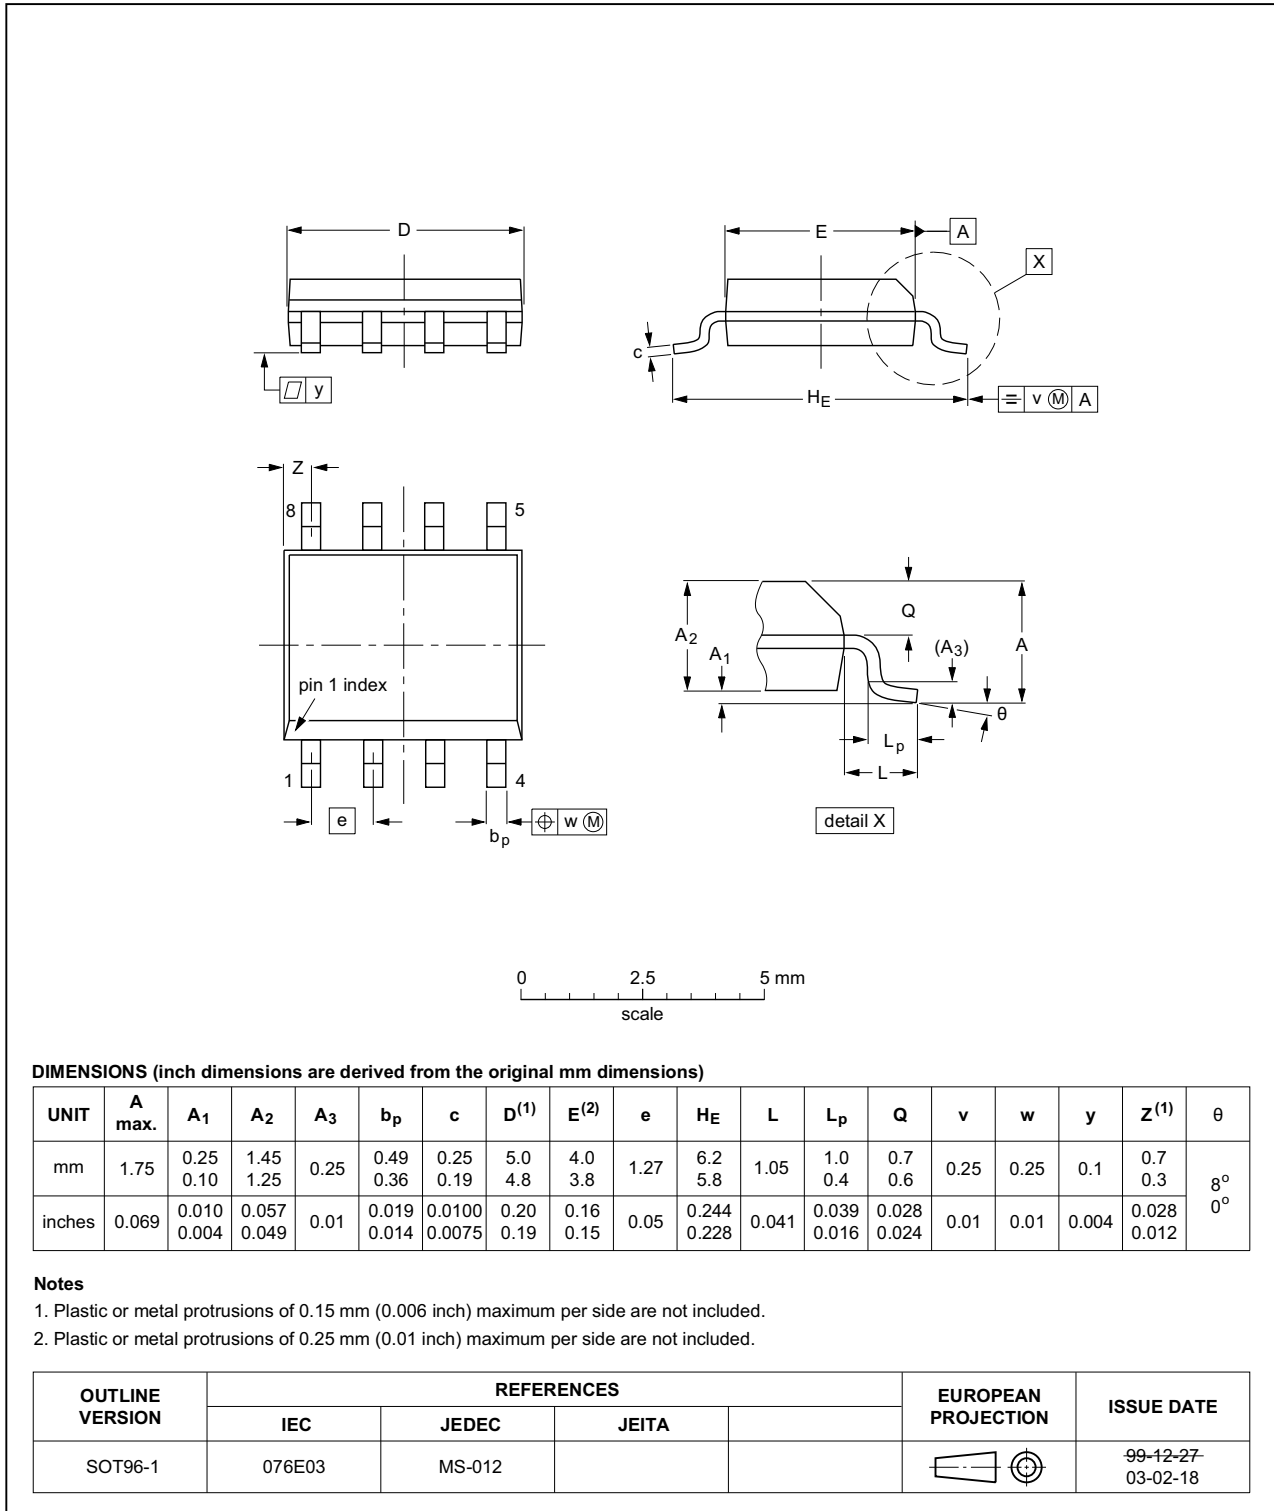 D
E
A
X
c
y
HE
v M A
Z
8
5
pin 1 index
1
4
e
bp
w M
A2
A1
Q
(A3)
A
θ
Lp
L
detail X
0 2.5 5 mm
scale
DIMENSIONS (inch dimensions are derived from the original mm dimensions)
UNIT A max. A1 A2 A3 bp c D(1) E(2) e HE L Lp Q v w y Z(1) θ
mm 1.75 0.25 0.10 1.45 1.25 0.25 0.49 0.36 0.25 0.19 5.0 4.8 4.0 3.8 1.27 6.2 5.8 1.05 1.0 0.4 0.7 0.6 0.25 0.25 0.1 0.7 0.3 8o 0o
inches 0.069 0.010 0.004 0.057 0.049 0.01 0.019 0.014 0.0100 0.0075 0.20 0.19 0.16 0.15 0.05 0.244 0.228 0.041 0.039 0.016 0.028 0.024 0.01 0.01 0.004 0.028 0.012
Notes
1. Plastic or metal protrusions of 0.15 mm (0.006 inch) maximum per side are not included.
2. Plastic or metal protrusions of 0.25 mm (0.01 inch) maximum per side are not included.
OUTLINE VERSION REFERENCES EUROPEAN PROJECTION ISSUE DATE
IEC JEDEC JEITA
SOT96-1 076E03 MS-012 99-12-27
03-02-18